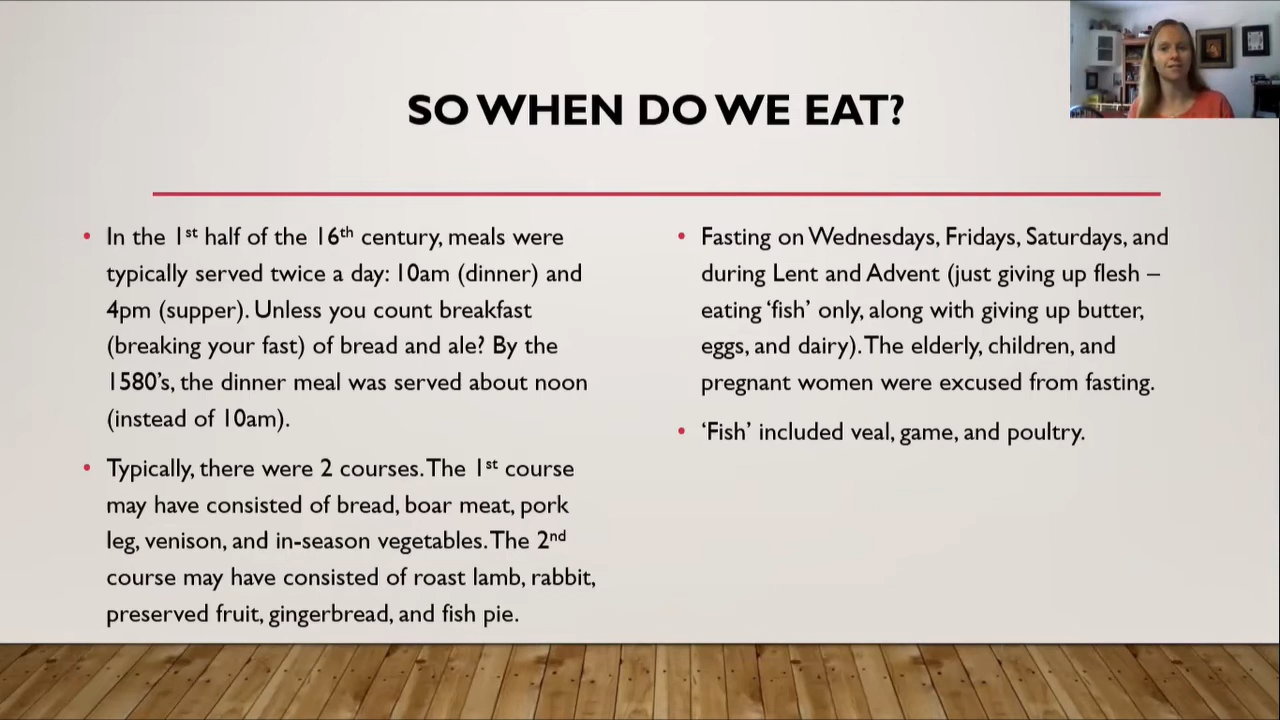 SO WHEN DO WE EAT?
• In the 1st half of the 16th century, meals were
typically served twice a day: 10am (dinner) and
4pm (supper). Unless you count breakfast
(breaking your fast) of bread and ale? By the
1580's, the dinner meal was served about noon
(instead of 10am).
• Typically, there were 2 courses. The 1st course
may have consisted of bread, boar meat, pork
leg, venison, and in-season vegetables. The 2nd
course may have consisted of roast lamb, rabbit,
preserved fruit, gingerbread, and fish pie.
• Fasting on Wednesdays, Fridays, Saturdays, and
during Lent and Advent (just giving up flesh –
eating ‘fish’ only, along with giving up butter,
eggs, and dairy). The elderly, children, and
pregnant women were excused from fasting.
• ‘Fish’ included veal, game, and poultry.